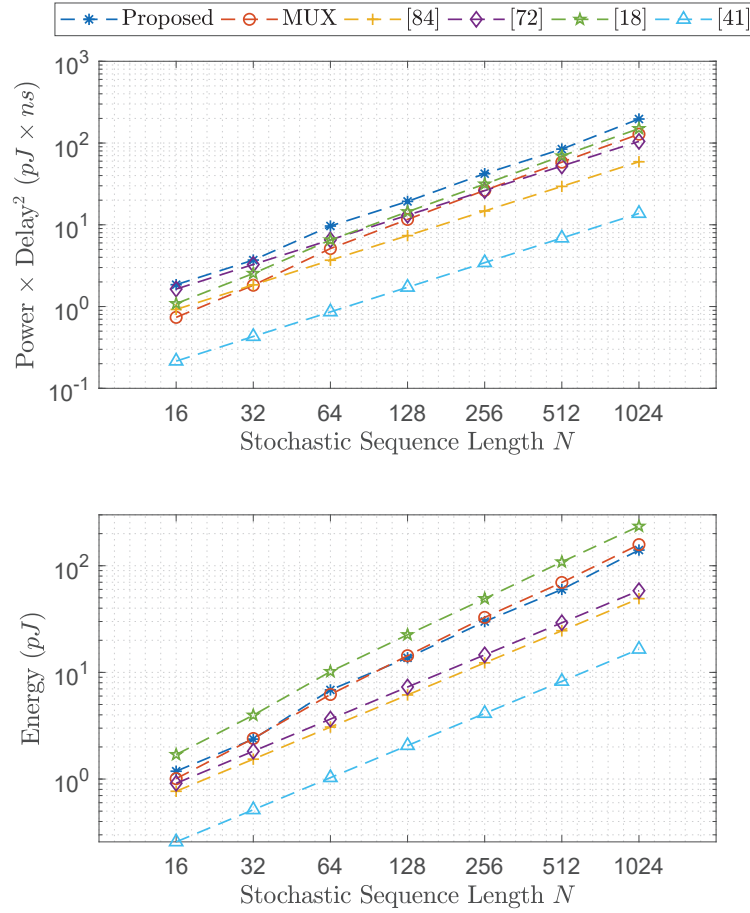 Proposed MUX [84] [72] [18] [41]
10³
10²
10¹
10⁰
10⁻¹
Power × Delay² (pJ × ns)
16 32 64 128 256 512 1024
Stochastic Sequence Length N
10²
10¹
10⁰
Energy (pJ)
16 32 64 128 256 512 1024
Stochastic Sequence Length N